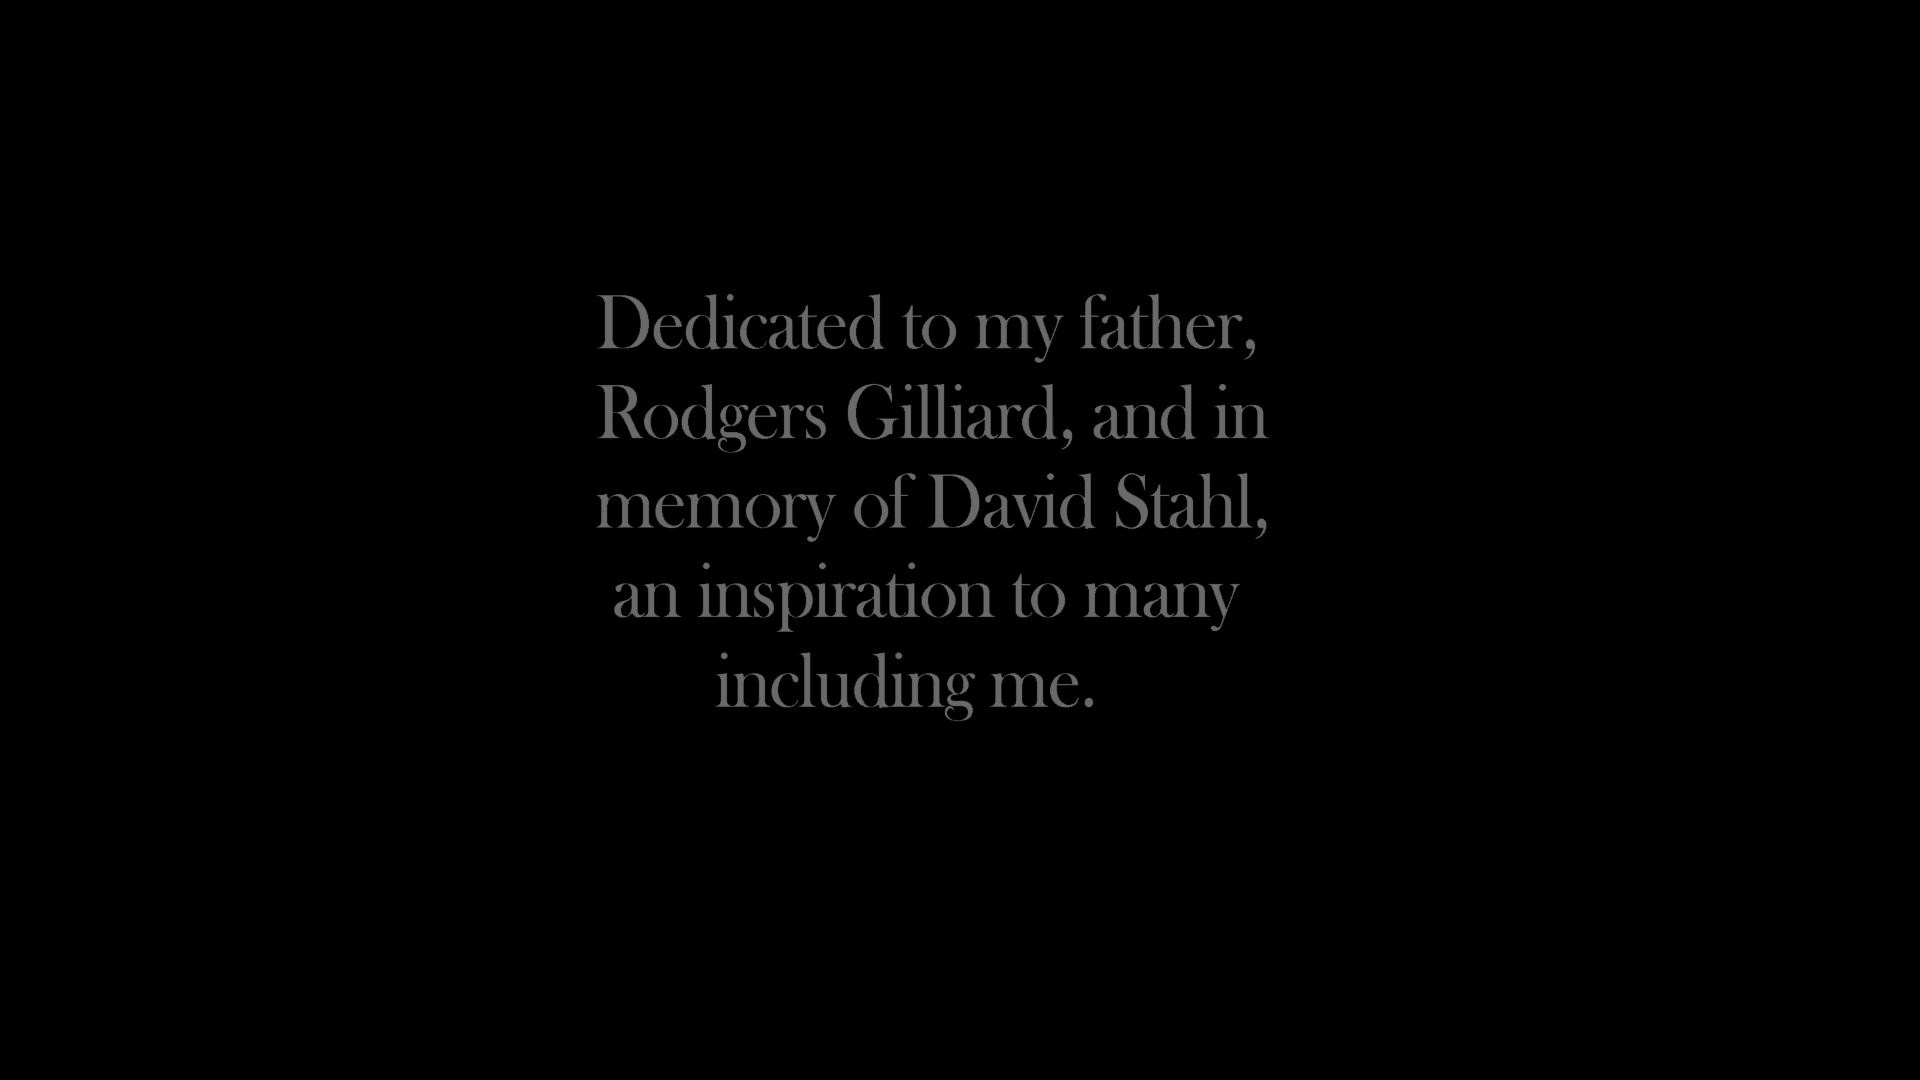 Dedicated to my father,
Rodgers Gilliard, and in
memory of David Stahl,
an inspiration to many
including me.